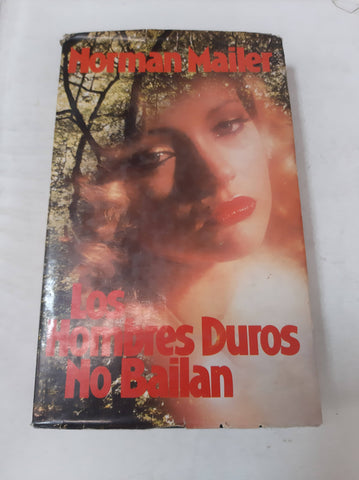 Norman Mailer
Los
Hombres Duros
No Bailan